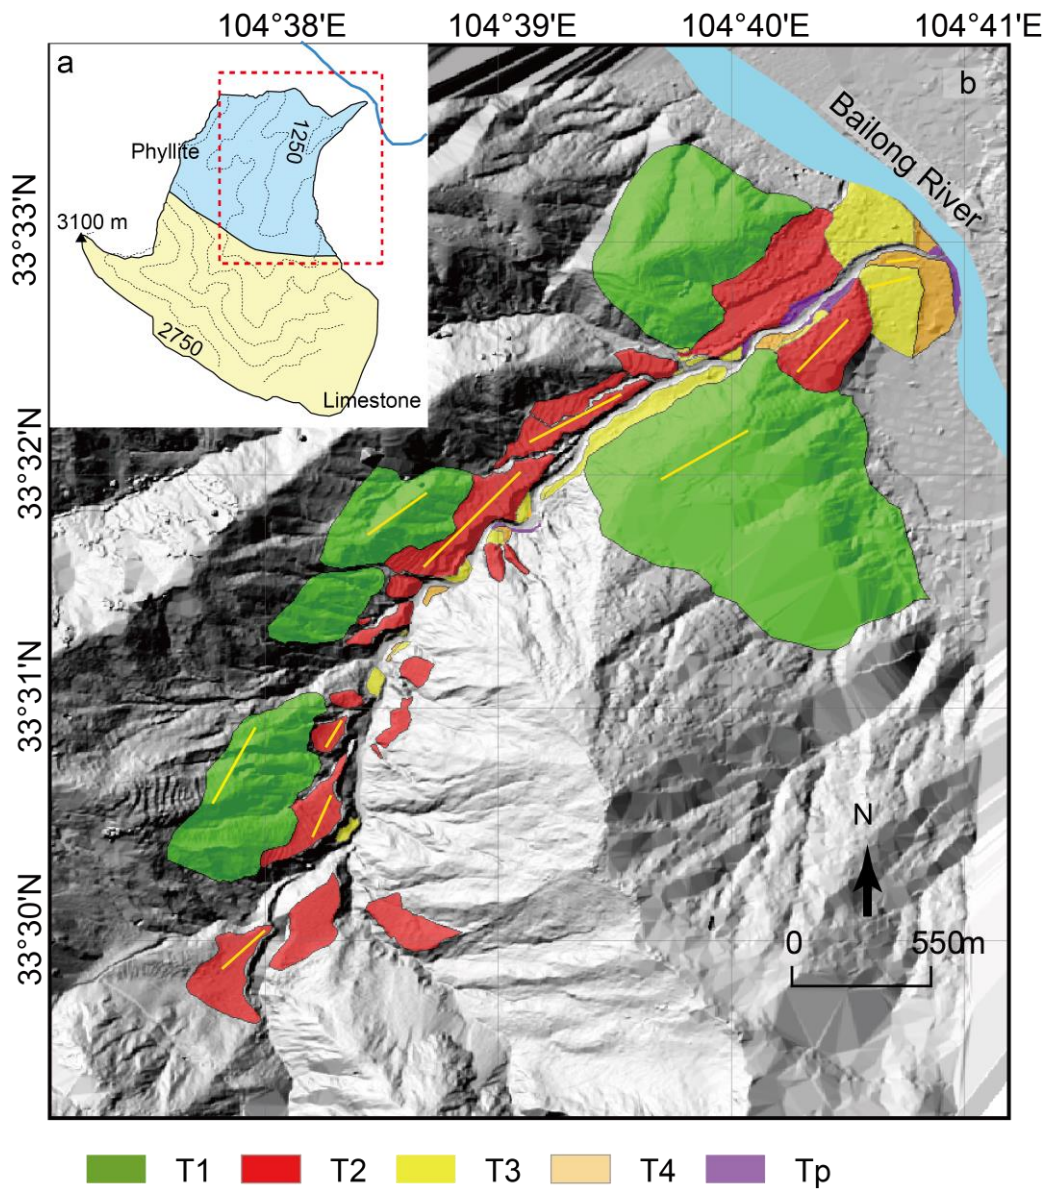 104°38'E 104°39'E 104°40'E 104°41'E
a
b
Phyllite
1250
3100 m
2750
Limestone
Bailong River
33°33'N
33°32'N
33°31'N
33°30'N
N
0 550m
T1 T2 T3 T4 Tp